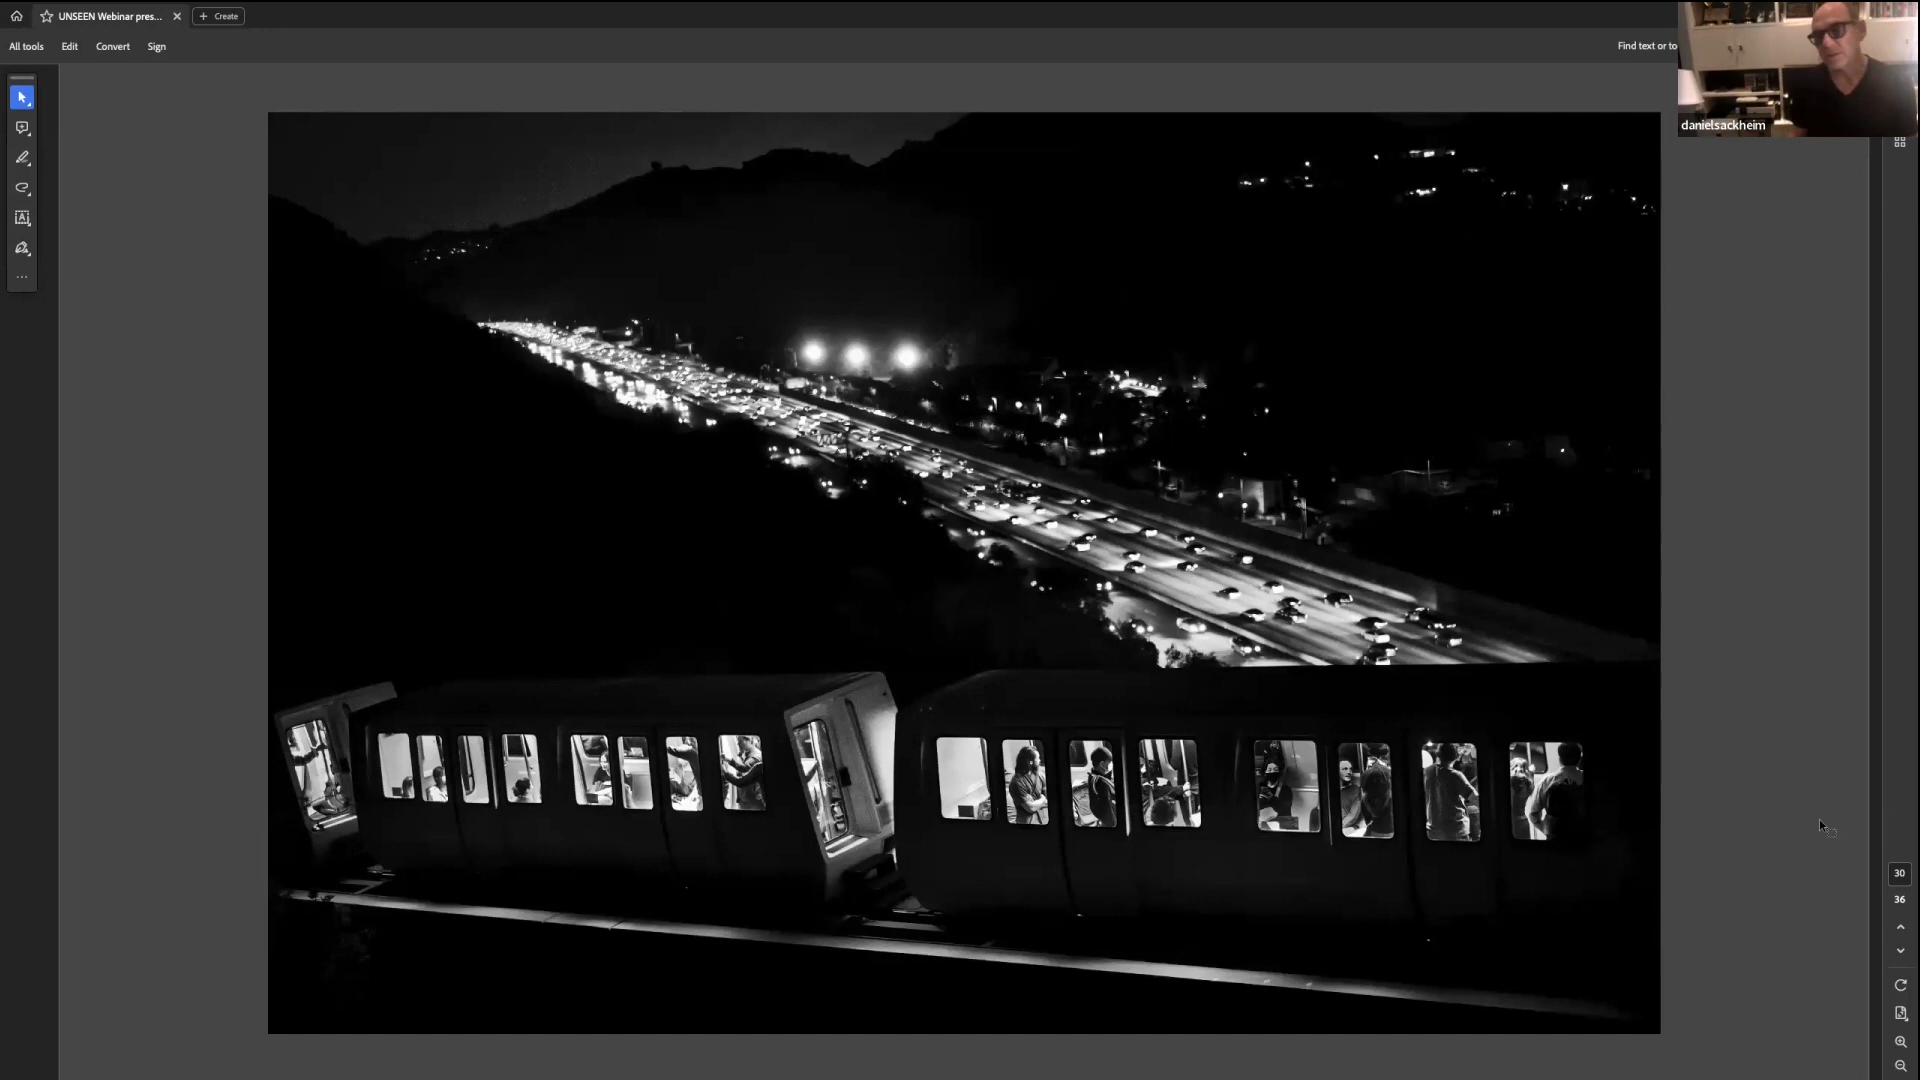 UNSEEN Webinar pres...
Create
All tools
Edit
Convert
Sign
Find text or to
danielsackheim
30
36